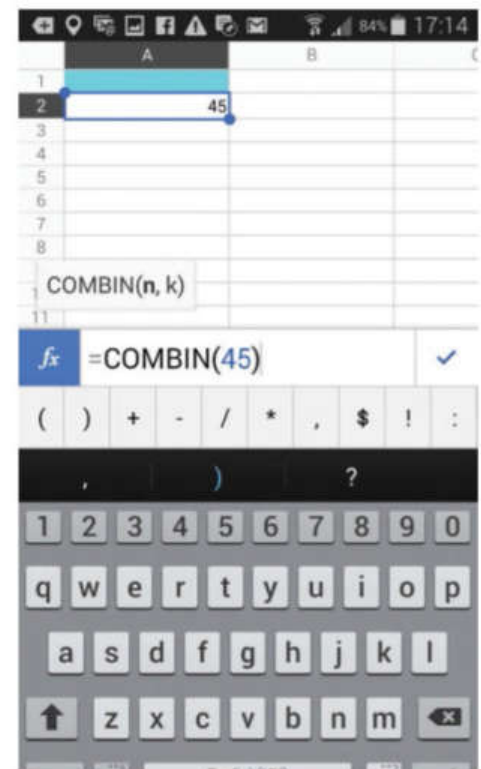 84% 17:14
A B C
1
2 45
3
4
5
6
7
8
COMBIN(n, k)
11
fx =COMBIN(45)
( ) + - / * , $ ! :
, ) ?
1 2 3 4 5 6 7 8 9 0
q w e r t y u i o p
a s d f g h j k l
z x c v b n m